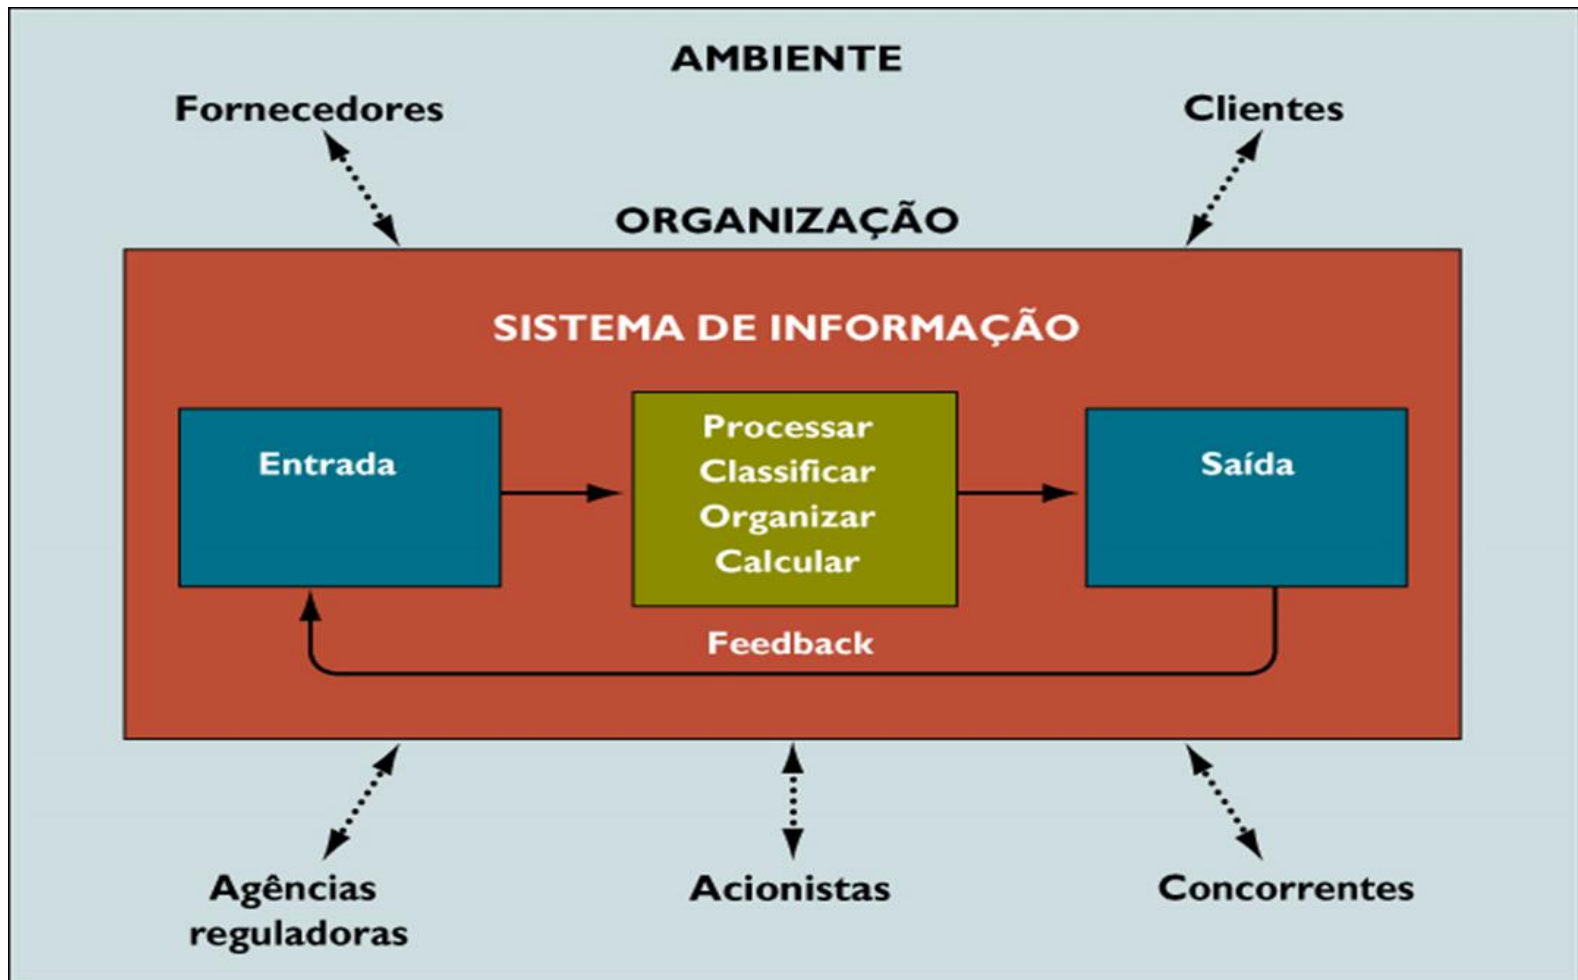 AMBIENTE
Fornecedores
Clientes
ORGANIZAÇÃO
SISTEMA DE INFORMAÇÃO
Entrada
Processar
Classificar
Organizar
Calcular
Saída
Feedback
Agências
reguladoras
Acionistas
Concorrentes